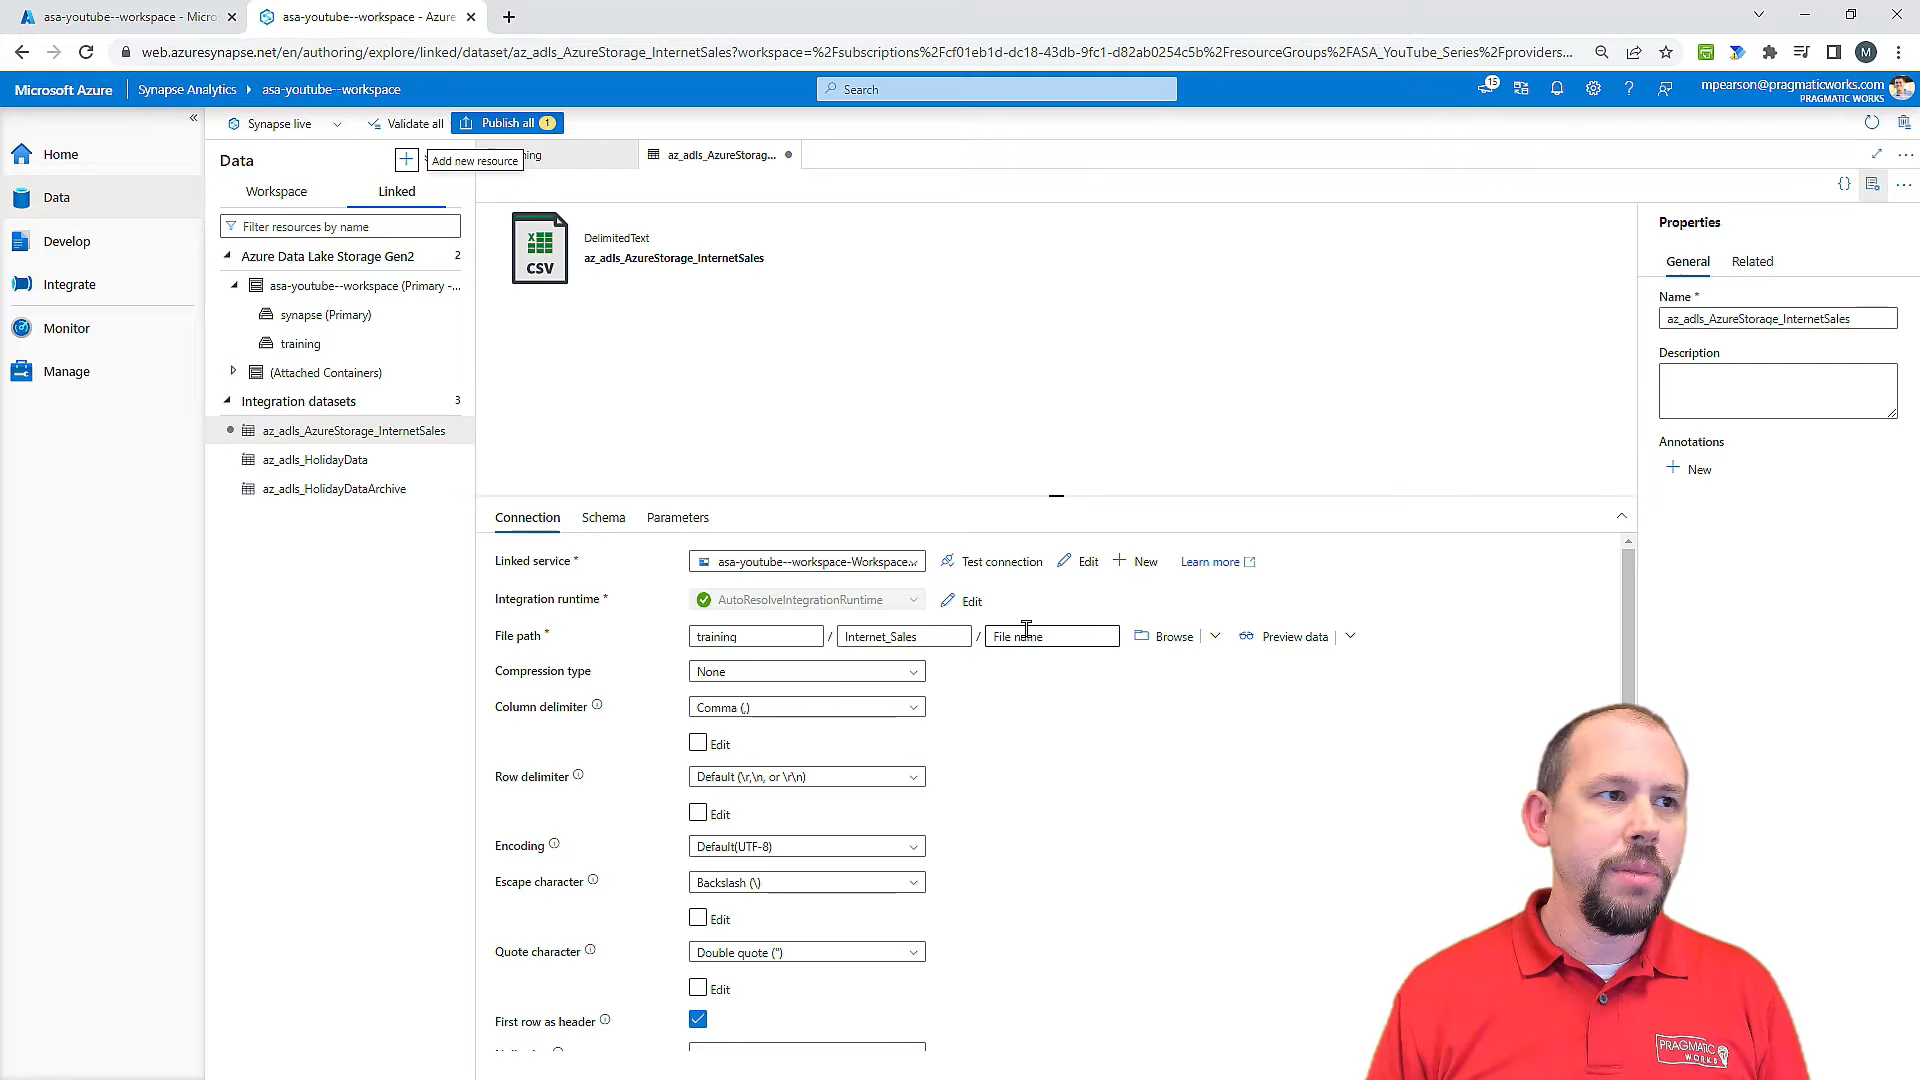 asa-youtube--workspace - Micro
asa-youtube--workspace - Azure
web.azuresynapse.net/en/authoring/explore/linked/dataset/az_adls_AzureStorage_InternetSales?workspace=%2Fsubscriptions%2Fcf01eb1d-dc18-43db-9fc1-d82ab0254c5b%2FresourceGroups%2FASA_YouTube_Series%2Fproviders...
M
Microsoft Azure
Synapse Analytics
asa-youtube--workspace
Search
15
mpearson@pragmaticworks.com
PRAGMATIC WORKS
Synapse live
Validate all
Publish all 1
Home
Data
Develop
Integrate
Monitor
Manage
Data
Add new resource
Workspace
Linked
Filter resources by name
Azure Data Lake Storage Gen2 2
asa-youtube--workspace (Primary -...
synapse (Primary)
training
(Attached Containers)
Integration datasets 3
az_adls_AzureStorage_InternetSales
az_adls_HolidayData
az_adls_HolidayDataArchive
az_adls_AzureStorag...
CSV
DelimitedText
az_adls_AzureStorage_InternetSales
Connection
Schema
Parameters
Linked service *
asa-youtube--workspace-Workspace...
Test connection
Edit
New
Learn more
Integration runtime *
AutoResolveIntegrationRuntime
Edit
File path *
training / Internet_Sales / File name
Browse
Preview data
Compression type
None
Column delimiter
Comma (,)
Edit
Row delimiter
Default (\r,\n, or \r\n)
Edit
Encoding
Default(UTF-8)
Escape character
Backslash (\)
Edit
Quote character
Double quote (")
Edit
First row as header
Properties
General
Related
Name *
az_adls_AzureStorage_InternetSales
Description
Annotations
New
PRAGMATIC
WORKS